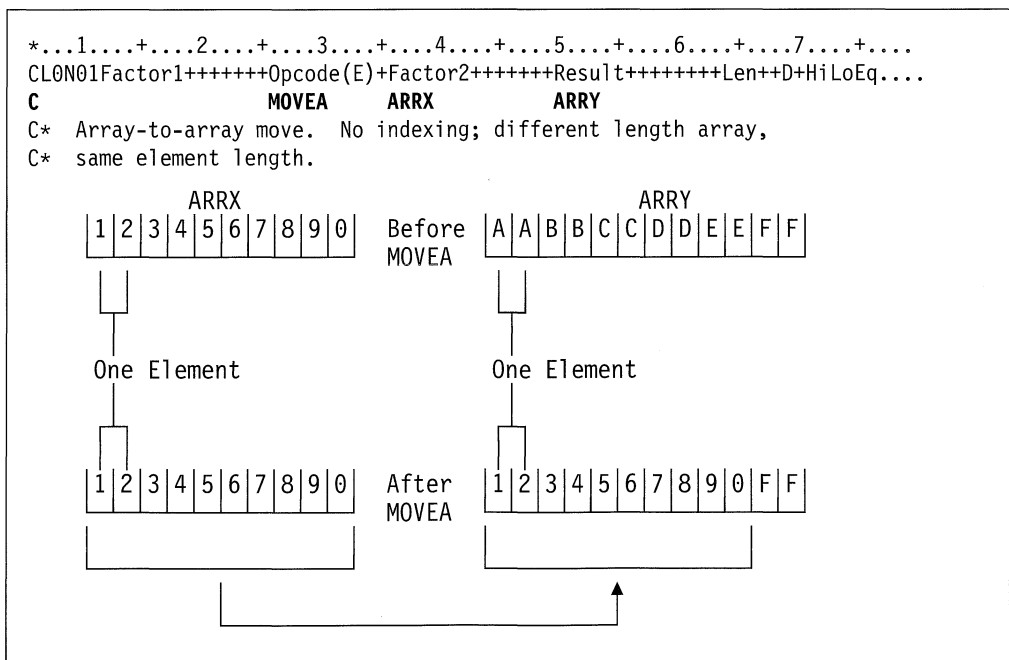 *...1....+....2....+....3....+....4....+....5....+....6....+....7....+....
CL0N01Factor1+++++++Opcode(E)+Factor2+++++++Result++++++++Len++D+HiLoEq....
C                   MOVEA     ARRX          ARRY
C*  Array-to-array move.  No indexing; different length array,
C*  same element length.
ARRX ARRY
1 2 3 4 5 6 7 8 9 0 Before A A B B C C D D E E F F
MOVEA
One Element One Element
1 2 3 4 5 6 7 8 9 0 After 1 2 3 4 5 6 7 8 9 0 F F
MOVEA